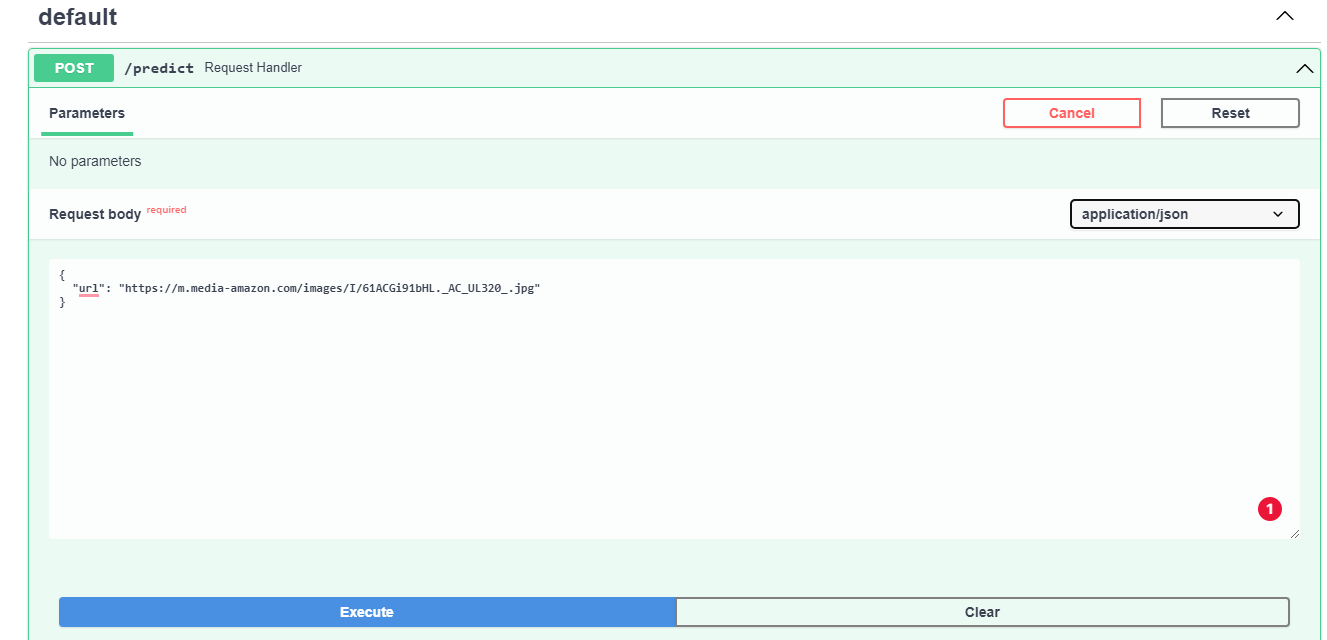 default
POST /predict Request Handler
Parameters Cancel Reset
No parameters
Request body required application/json
{
"url": "https://m.media-amazon.com/images/I/61ACGi91bHL._AC_UL320_.jpg"
}
1
Execute Clear